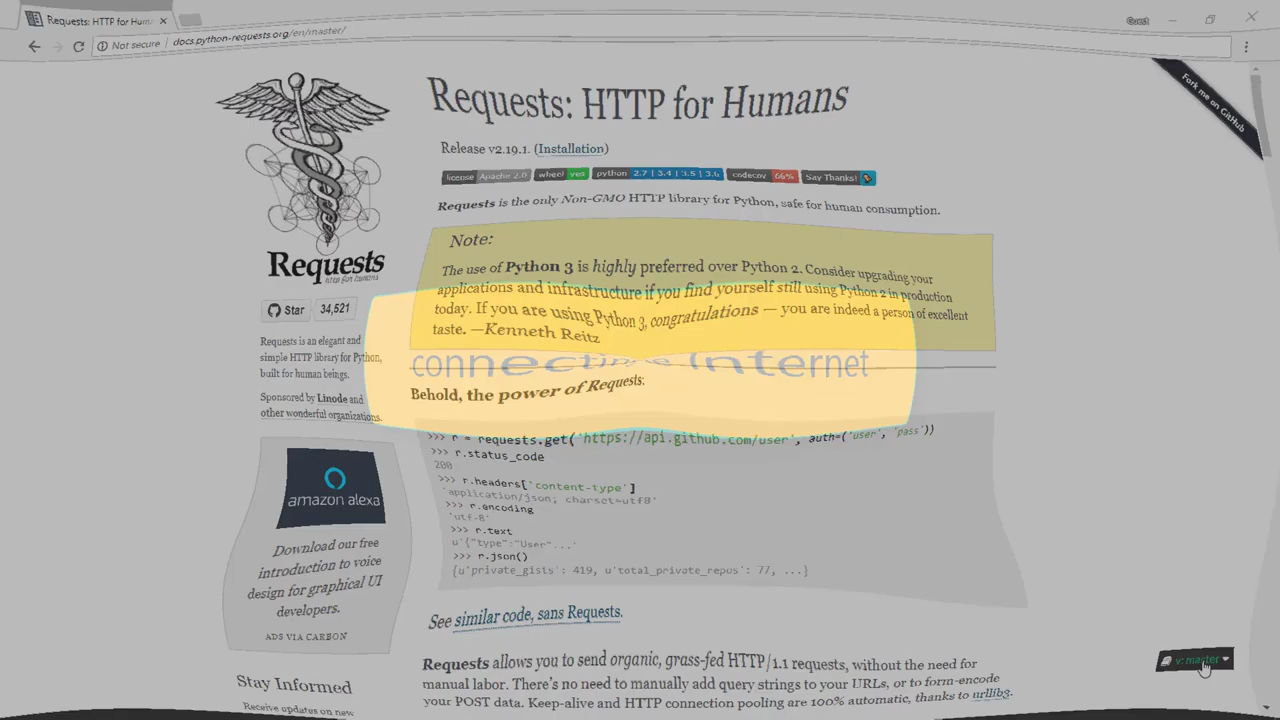 Requests: HTTP for Huma
Guest
Not secure
docs.python-requests.org/en/master/
Fork me on GitHub
Requests
http for humans
Star
34,521
Requests is an elegant and
simple HTTP library for Python,
built for human beings.
Sponsored by Linode and
other wonderful organizations.
amazon alexa
Download our free
introduction to voice
design for graphical UI
developers.
ADS VIA CARBON
Stay Informed
Receive updates on new
Requests: HTTP for Humans
Release v2.19.1. (Installation)
license Apache 2.0 wheel yes python 2.7 | 3.4 | 3.5 | 3.6 codecov 66% Say Thanks!
Requests is the only Non-GMO HTTP library for Python, safe for human consumption.
Note:
The use of Python 3 is highly preferred over Python 2. Consider upgrading your
applications and infrastructure if you find yourself still using Python 2 in production
today. If you are using Python 3, congratulations — you are indeed a person of excellent
taste. —Kenneth Reitz
Internet
Behold, the power of Requests:
>>> r = requests.get('https://api.github.com/user', auth=('user', 'pass'))
>>> r.status_code
200
>>> r.headers['content-type']
'application/json; charset=utf8'
>>> r.encoding
'utf-8'
>>> r.text
u'{"type":"User"...'
>>> r.json()
{u'private_gists': 419, u'total_private_repos': 77, ...}
See similar code, sans Requests.
Requests allows you to send organic, grass-fed HTTP/1.1 requests, without the need for
manual labor. There's no need to manually add query strings to your URLs, or to form-encode
your POST data. Keep-alive and HTTP connection pooling are 100% automatic, thanks to urllib3.
v: master